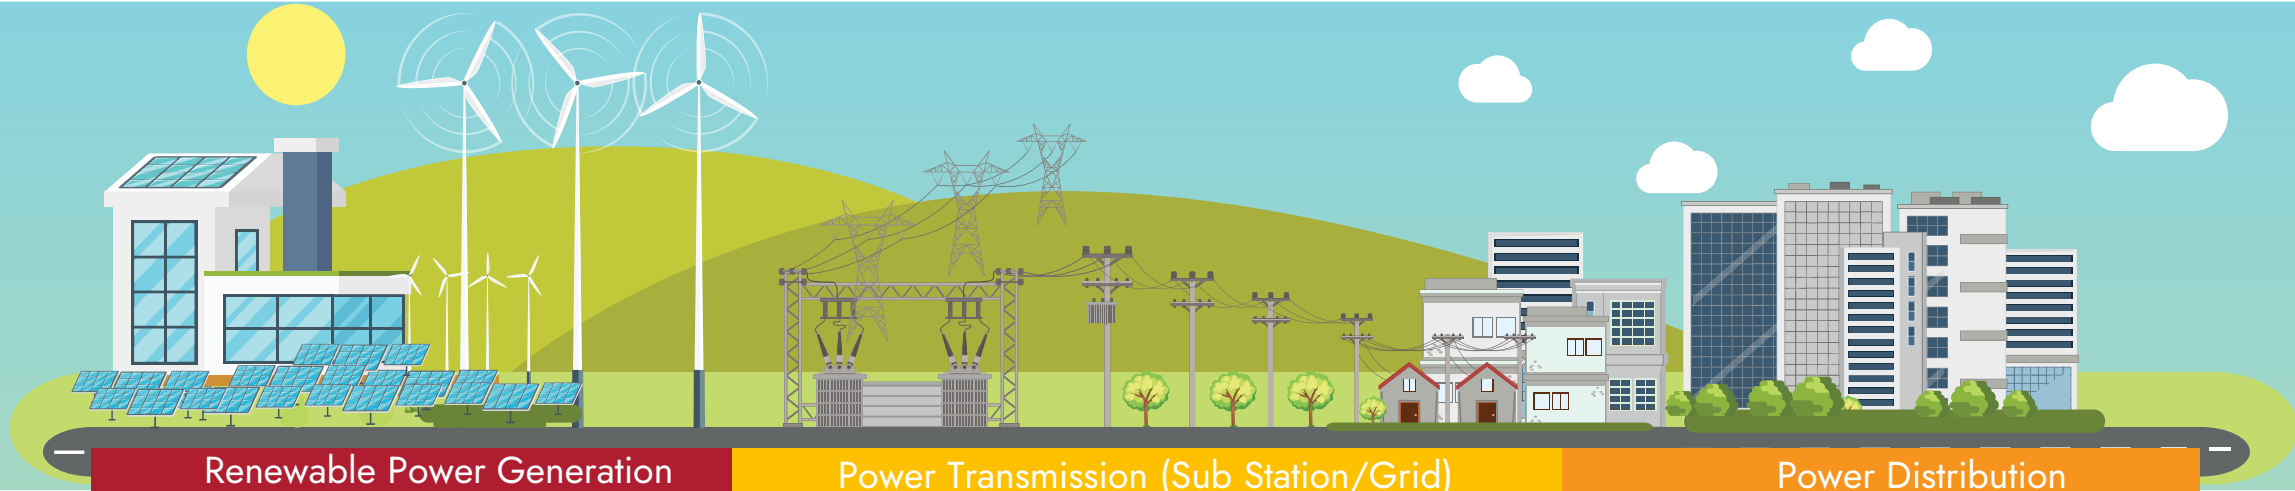 Renewable Power Generation
Power Transmission (Sub Station/Grid)
Power Distribution